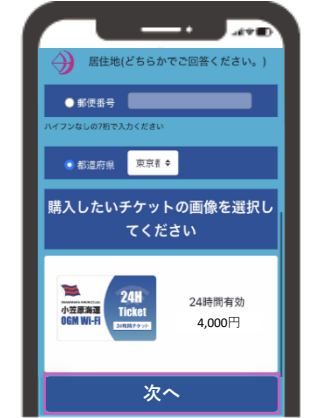 居住地(どちらかでご回答ください。)
郵便番号
ハイフンなしの7桁で入力ください
都道府県
東京都
購入したいチケットの画像を選択し
てください
小笠原海運
OGM Wi-Fi
24H
Ticket
24時間チケット
24時間有効
4,000円
次へ